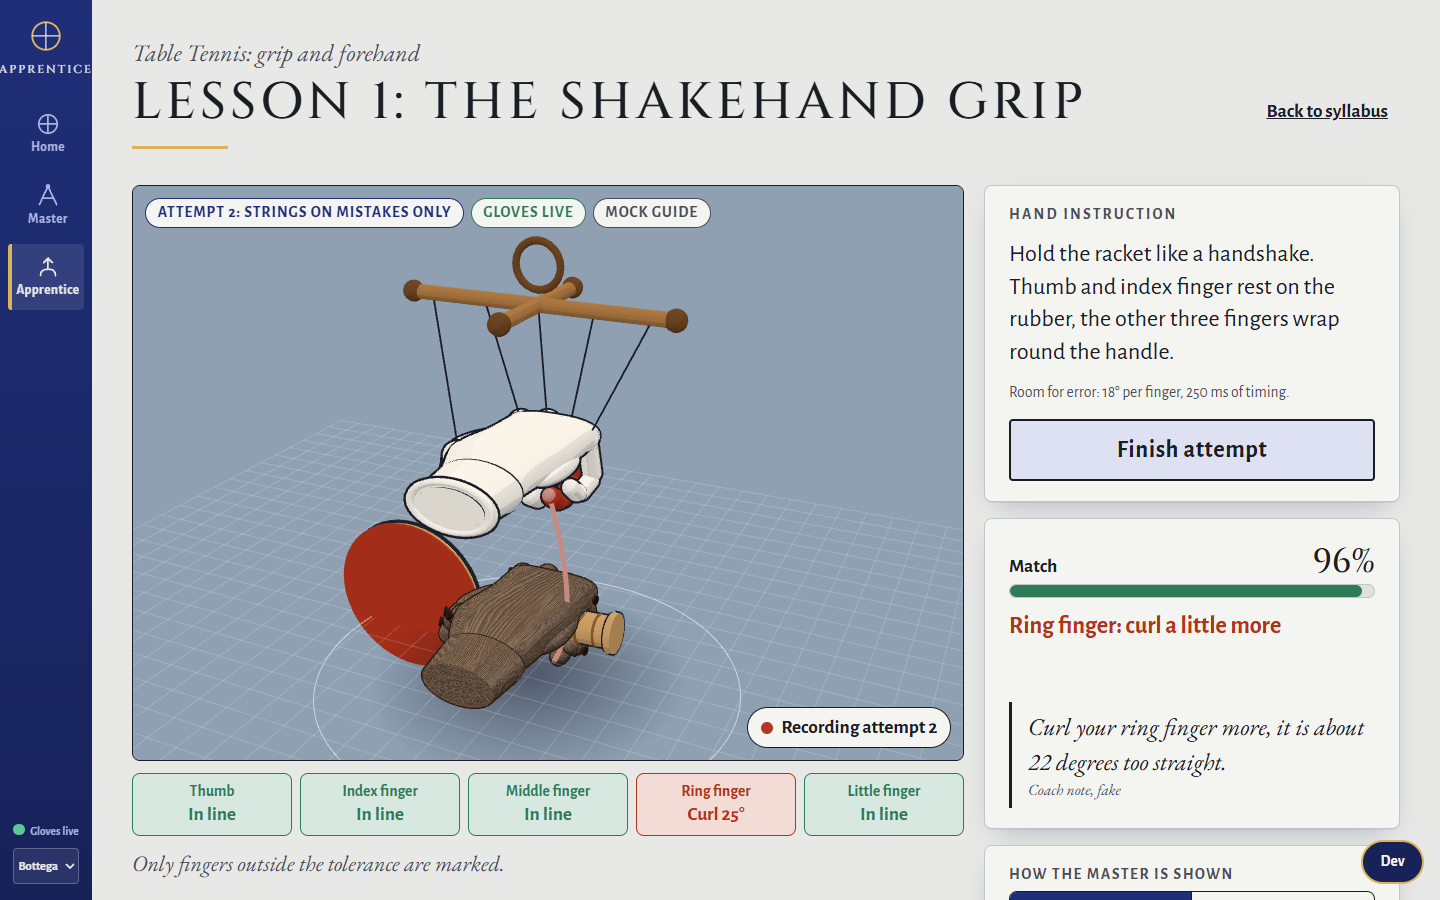 APPRENTICE
Home
Master
Apprentice
Gloves live
Bottega
Table Tennis: grip and forehand
LESSON 1: THE SHAKEHAND GRIP
Back to syllabus
ATTEMPT 2: STRINGS ON MISTAKES ONLY
GLOVES LIVE
MOCK GUIDE
Recording attempt 2
Thumb
In line
Index finger
In line
Middle finger
In line
Ring finger
Curl 25°
Little finger
In line
Only fingers outside the tolerance are marked.
HAND INSTRUCTION
Hold the racket like a handshake.
Thumb and index finger rest on the
rubber, the other three fingers wrap
round the handle.
Room for error: 18° per finger, 250 ms of timing.
Finish attempt
Match
96%
Ring finger: curl a little more
Curl your ring finger more, it is about
22 degrees too straight.
Coach note, fake
HOW THE MASTER IS SHOWN
Dev